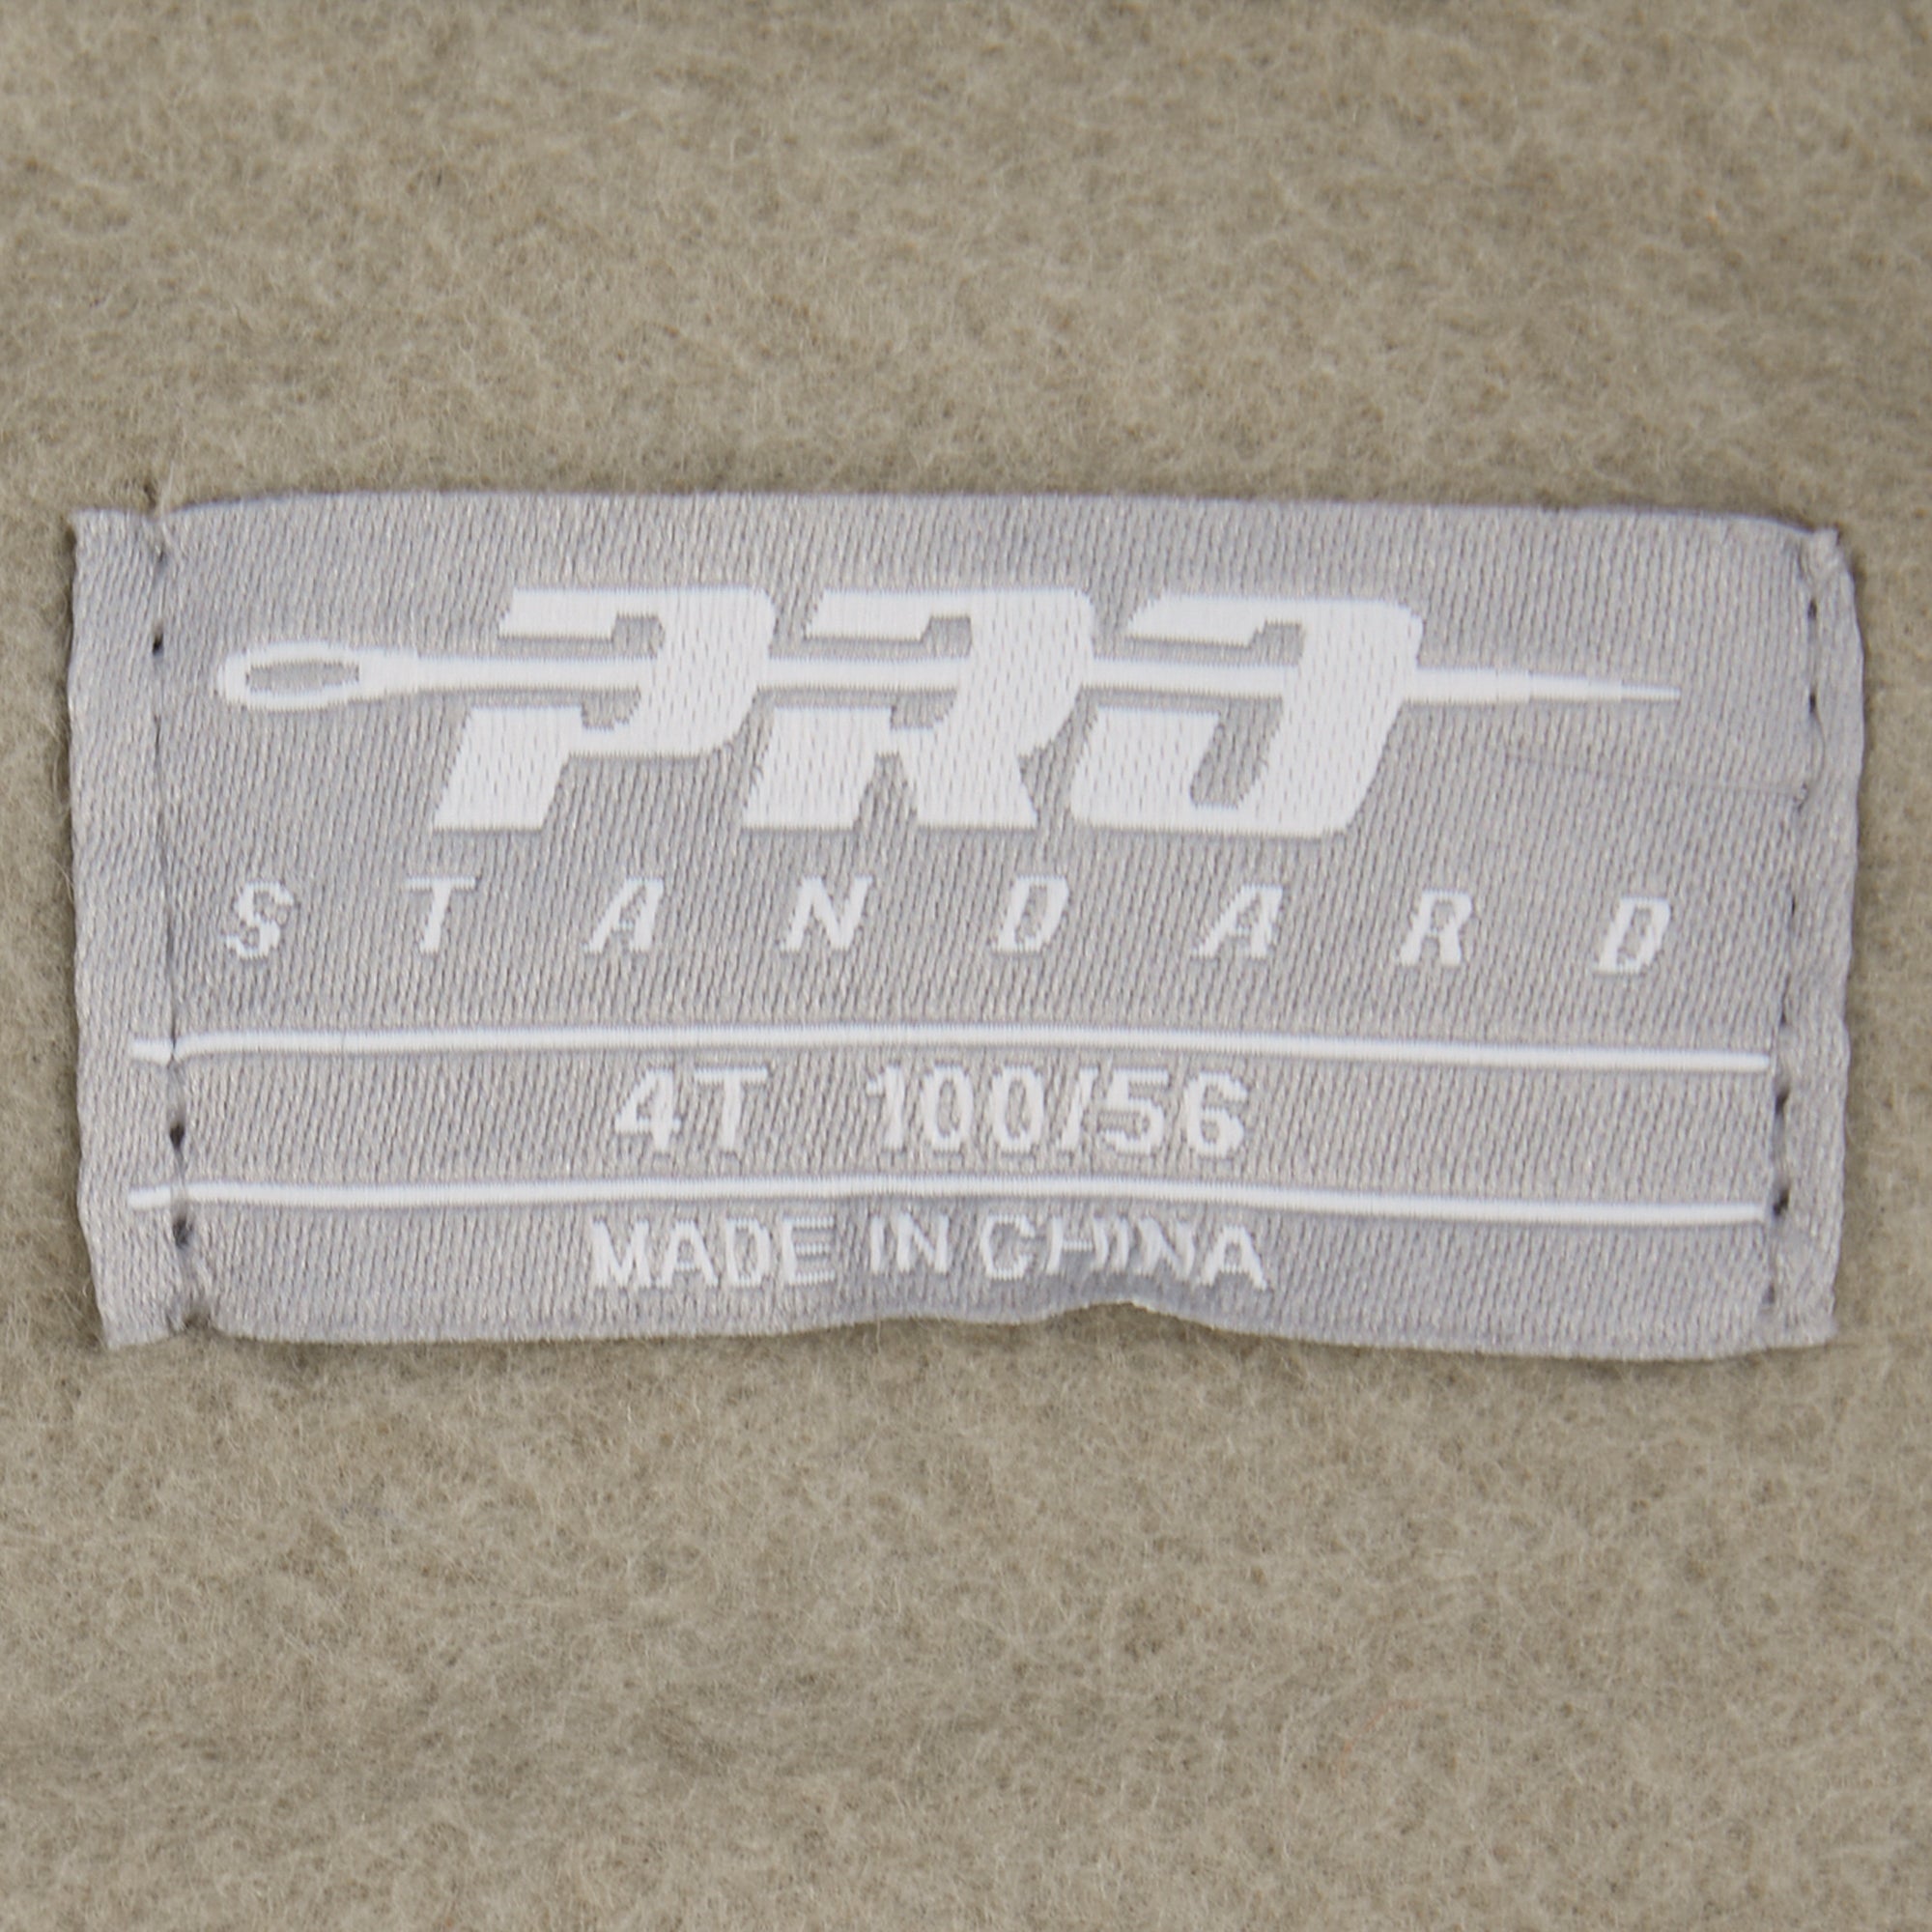 PRO
STANDARD
4T 100/56
MADE IN CHINA